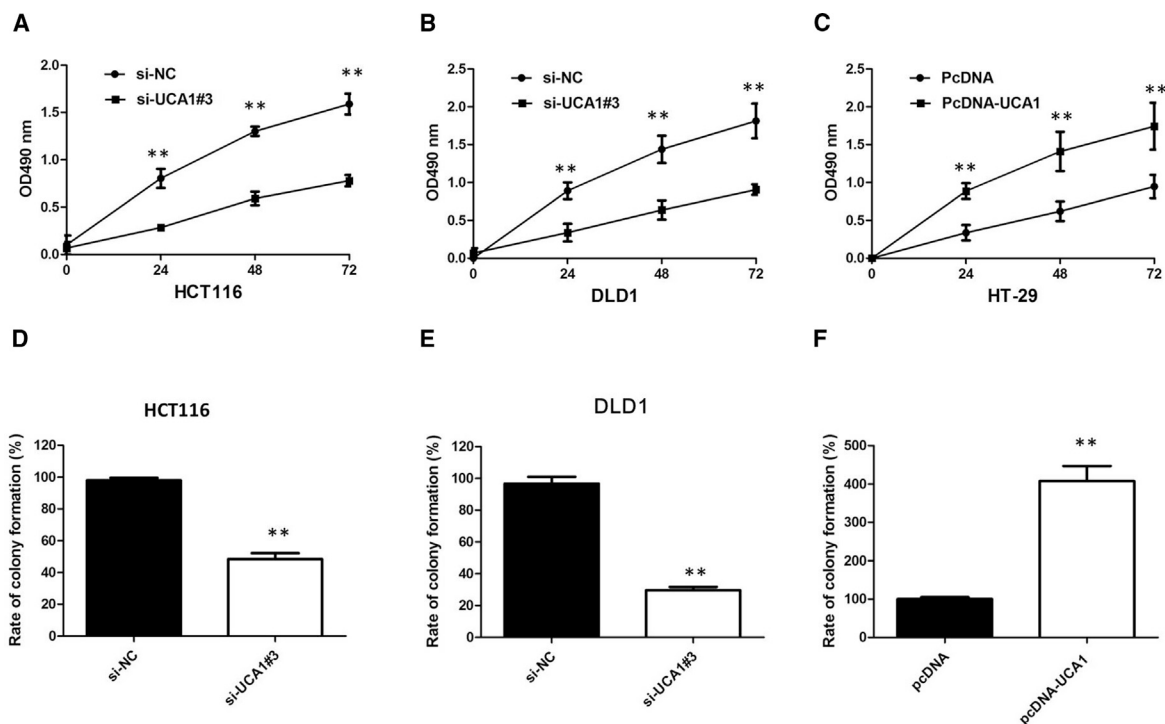 A
B
C
OD490 nm
2.0
1.5
1.0
0.5
0.0
si-NC
si-UCA1#3
**
**
**
0
24
48
72
HCT116
OD490 nm
2.5
2.0
1.5
1.0
0.5
0.0
si-NC
si-UCA1#3
**
**
**
0
24
48
72
DLD1
OD490 nm
2.5
2.0
1.5
1.0
0.5
0.0
PcDNA
PcDNA-UCA1
**
**
**
0
24
48
72
HT-29
D
E
F
HCT116
Rate of colony formation (%)
120
100
80
60
40
20
0
**
si-NC
si-UCA1#3
DLD1
Rate of colony formation (%)
120
100
80
60
40
20
0
**
si-NC
si-UCA1#3
Rate of colony formation (%)
500
400
300
200
100
0
**
pcDNA
pcDNA-UCA1